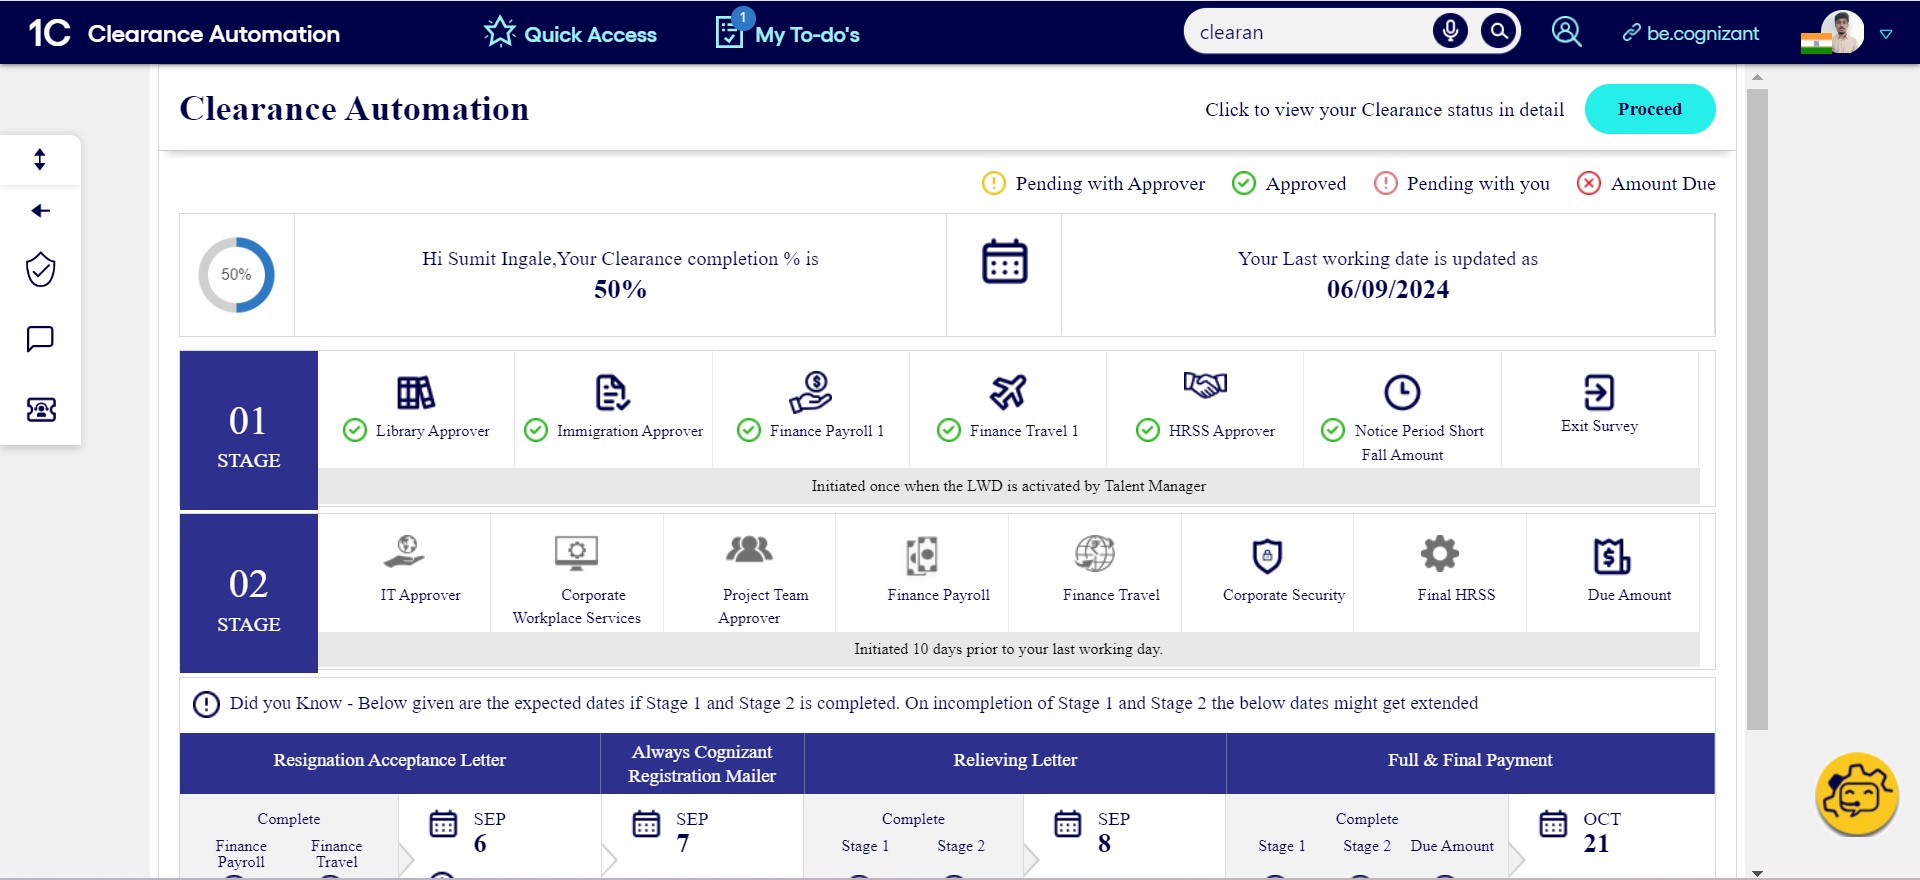 1C Clearance Automation
Quick Access
1
My To-do's
clearan
be.cognizant
Clearance Automation
Click to view your Clearance status in detail
Proceed
Pending with Approver
Approved
Pending with you
Amount Due
50%
Hi Sumit Ingale,Your Clearance completion % is
50%
Your Last working date is updated as
06/09/2024
01
STAGE
Library Approver
Immigration Approver
Finance Payroll 1
Finance Travel 1
HRSS Approver
Notice Period Short
Fall Amount
Exit Survey
Initiated once when the LWD is activated by Talent Manager
02
STAGE
IT Approver
Corporate
Workplace Services
Project Team
Approver
Finance Payroll
Finance Travel
Corporate Security
Final HRSS
Due Amount
Initiated 10 days prior to your last working day.
Did you Know - Below given are the expected dates if Stage 1 and Stage 2 is completed. On incompletion of Stage 1 and Stage 2 the below dates might get extended
Resignation Acceptance Letter
Always Cognizant
Registration Mailer
Relieving Letter
Full & Final Payment
Complete
Finance
Payroll
Finance
Travel
SEP
6
SEP
7
Complete
Stage 1
Stage 2
SEP
8
Complete
Stage 1
Stage 2
Due Amount
OCT
21